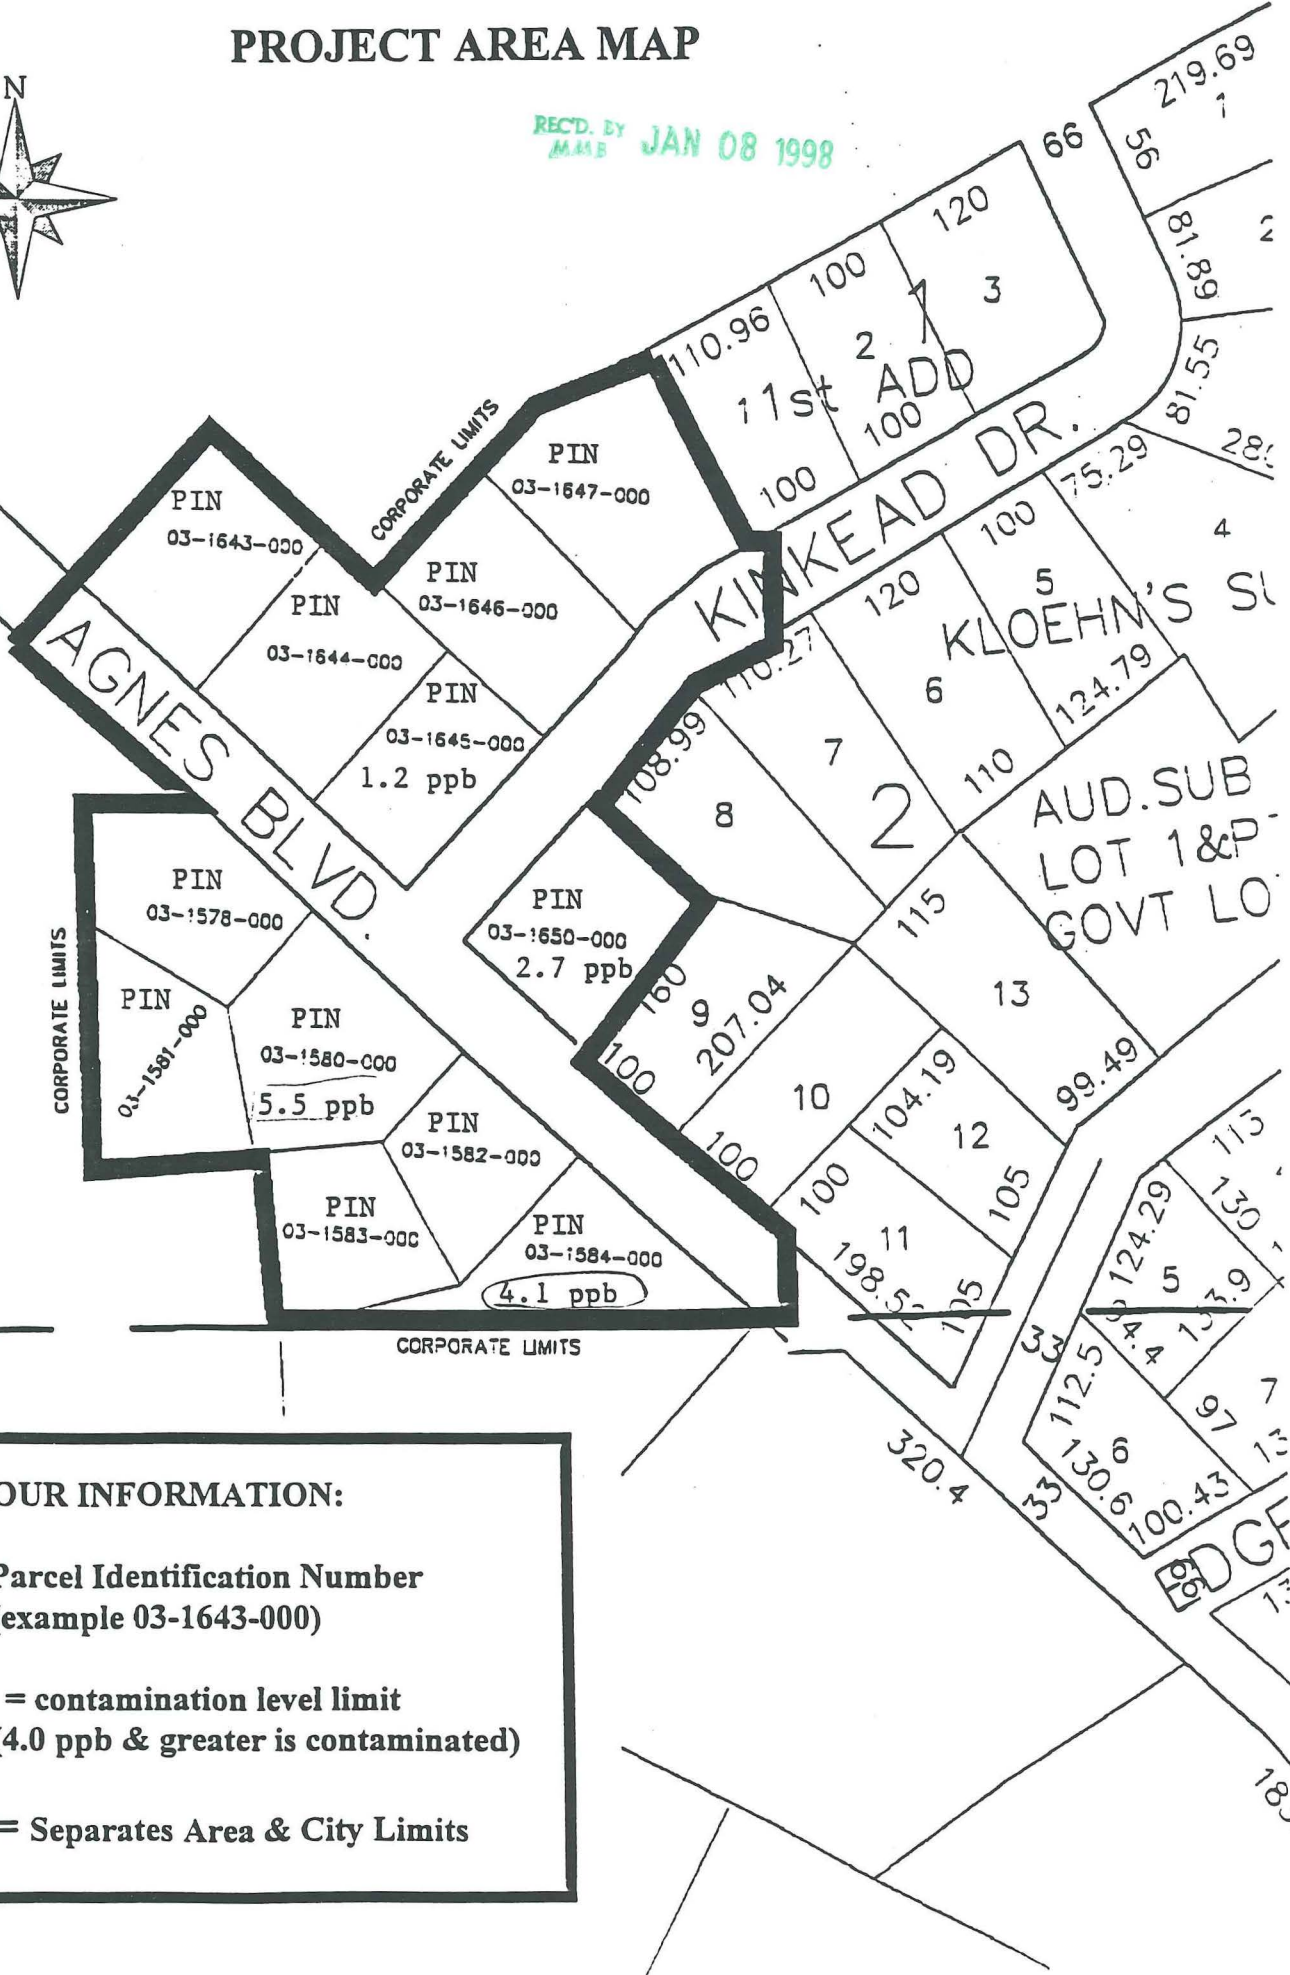 PROJECT AREA MAP
N
REC'D. BY
MMB
JAN 08 1998
219.69
1
56
66
120
81.89
2
100
3
110.96
2
1
81.55
11st ADD
100
100
KINKEAD DR.
75.29
4
100
5
120
KLOEHN'S
124.79
110.27
6
110
7
108.99
8
2
AUD.SUB
LOT 1&P
GOVT LO
CORPORATE LIMITS
PIN
03-1647-000
PIN
03-1643-000
PIN
03-1646-000
PIN
03-1644-000
PIN
03-1645-000
1.2 ppb
AGNES BLVD.
PIN
03-1578-000
PIN
03-1650-000
2.7 ppb
115
13
160
9
207.04
CORPORATE LIMITS
PIN
03-1581-000
PIN
03-1580-000
5.5 ppb
100
10
104.19
99.49
12
PIN
03-1582-000
100
100
105
113
130
124.29
PIN
03-1583-000
PIN
03-1584-000
4.1 ppb
11
198.5
105
5
CORPORATE LIMITS
33
112.5
97
7
6
130.6
100.43
320.4
33
EDGE
66
OUR INFORMATION:
Parcel Identification Number
(example 03-1643-000)
= contamination level limit
(4.0 ppb & greater is contaminated)
= Separates Area & City Limits